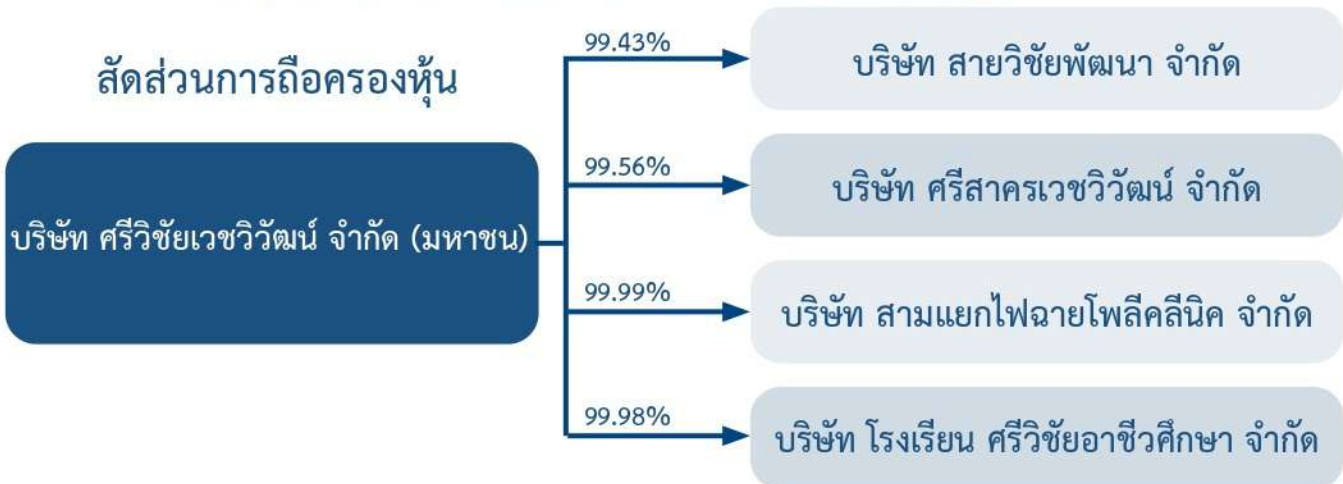 สัดส่วนการถือครองหุ้น
บริษัท ศรีวิชัยเวชวิวัฒน์ จำกัด (มหาชน)
99.43%
บริษัท สายวิชัยพัฒนา จำกัด
99.56%
บริษัท ศรีสาครเวชวิวัฒน์ จำกัด
99.99%
บริษัท สามแยกไฟฉายโพลีคลีนิค จำกัด
99.98%
บริษัท โรงเรียน ศรีวิชัยอาชีวศึกษา จำกัด